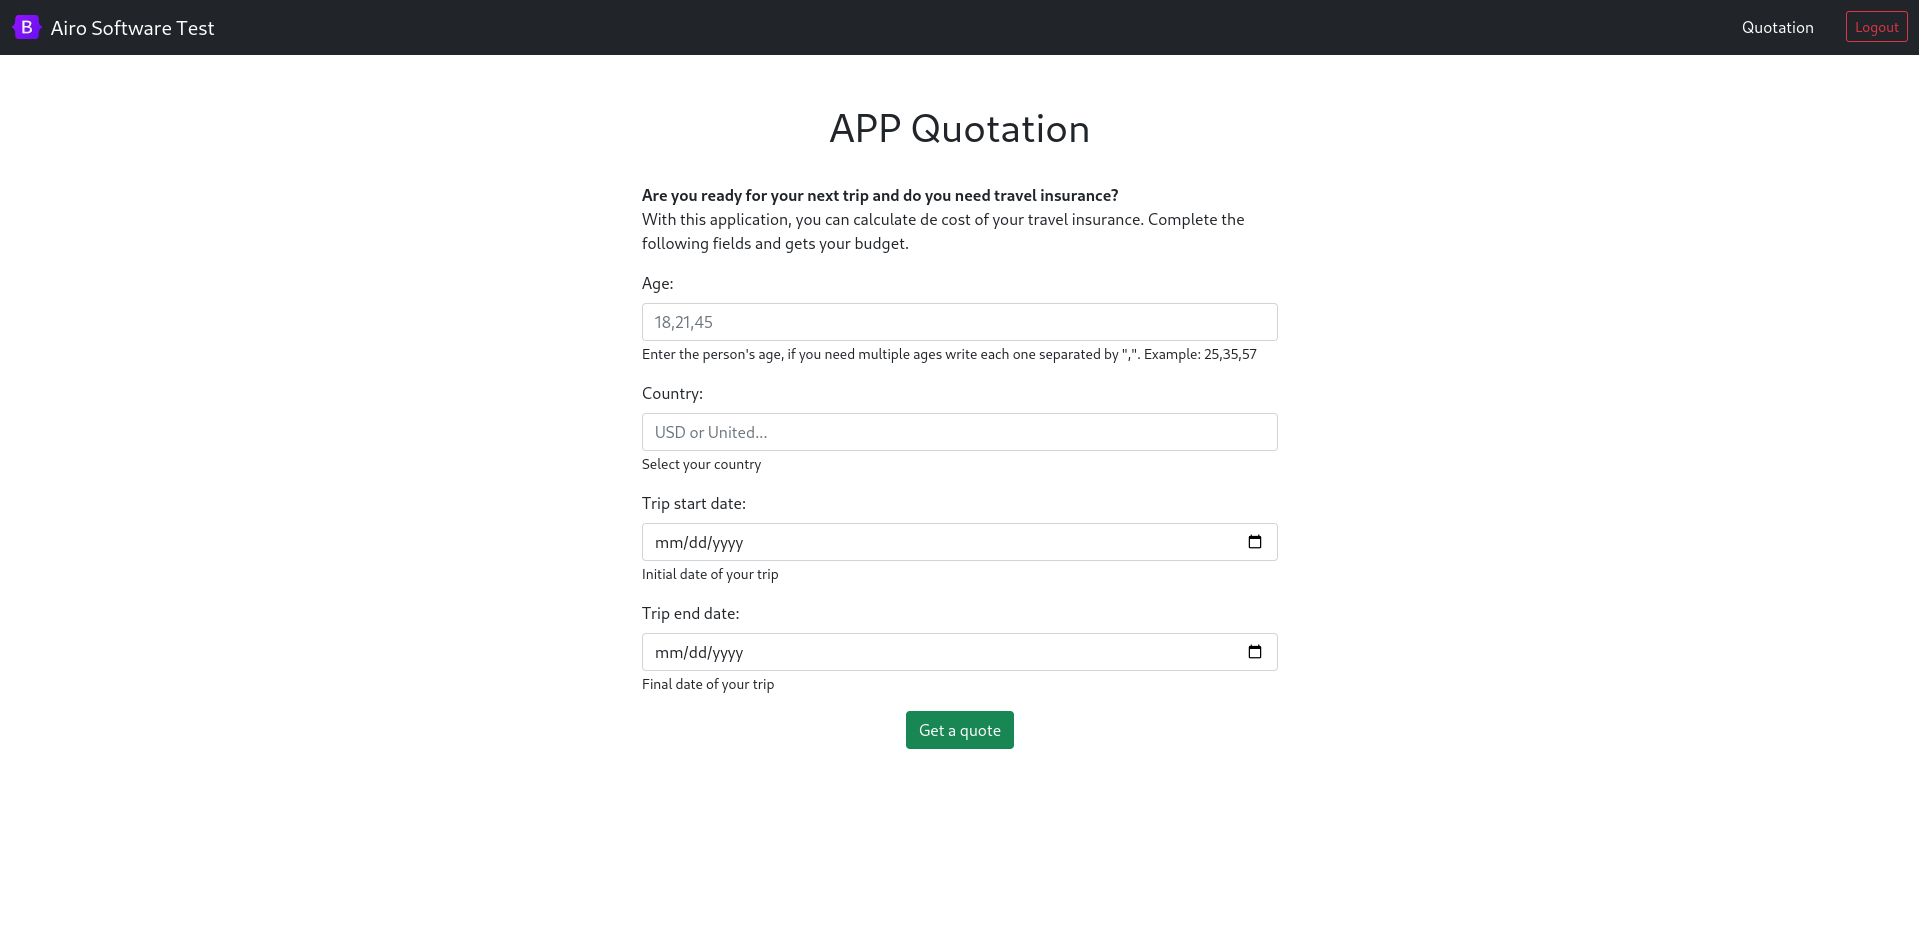 B Airo Software Test
Quotation
Logout
APP Quotation
Are you ready for your next trip and do you need travel insurance?
With this application, you can calculate de cost of your travel insurance. Complete the
following fields and gets your budget.
Age:
18,21,45
Enter the person's age, if you need multiple ages write each one separated by ",". Example: 25,35,57
Country:
USD or United...
Select your country
Trip start date:
mm/dd/yyyy
Initial date of your trip
Trip end date:
mm/dd/yyyy
Final date of your trip
Get a quote